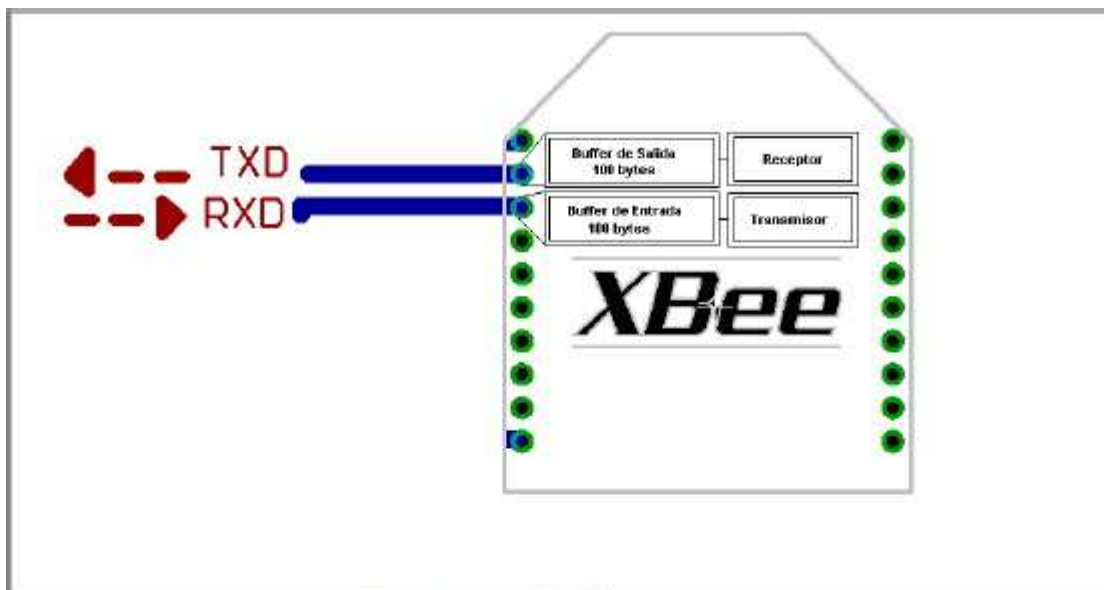 TXD
RXD
Buffer de Salida
100 bytes
Receptor
Buffer de Entrada
100 bytes
Transmisor
XBee